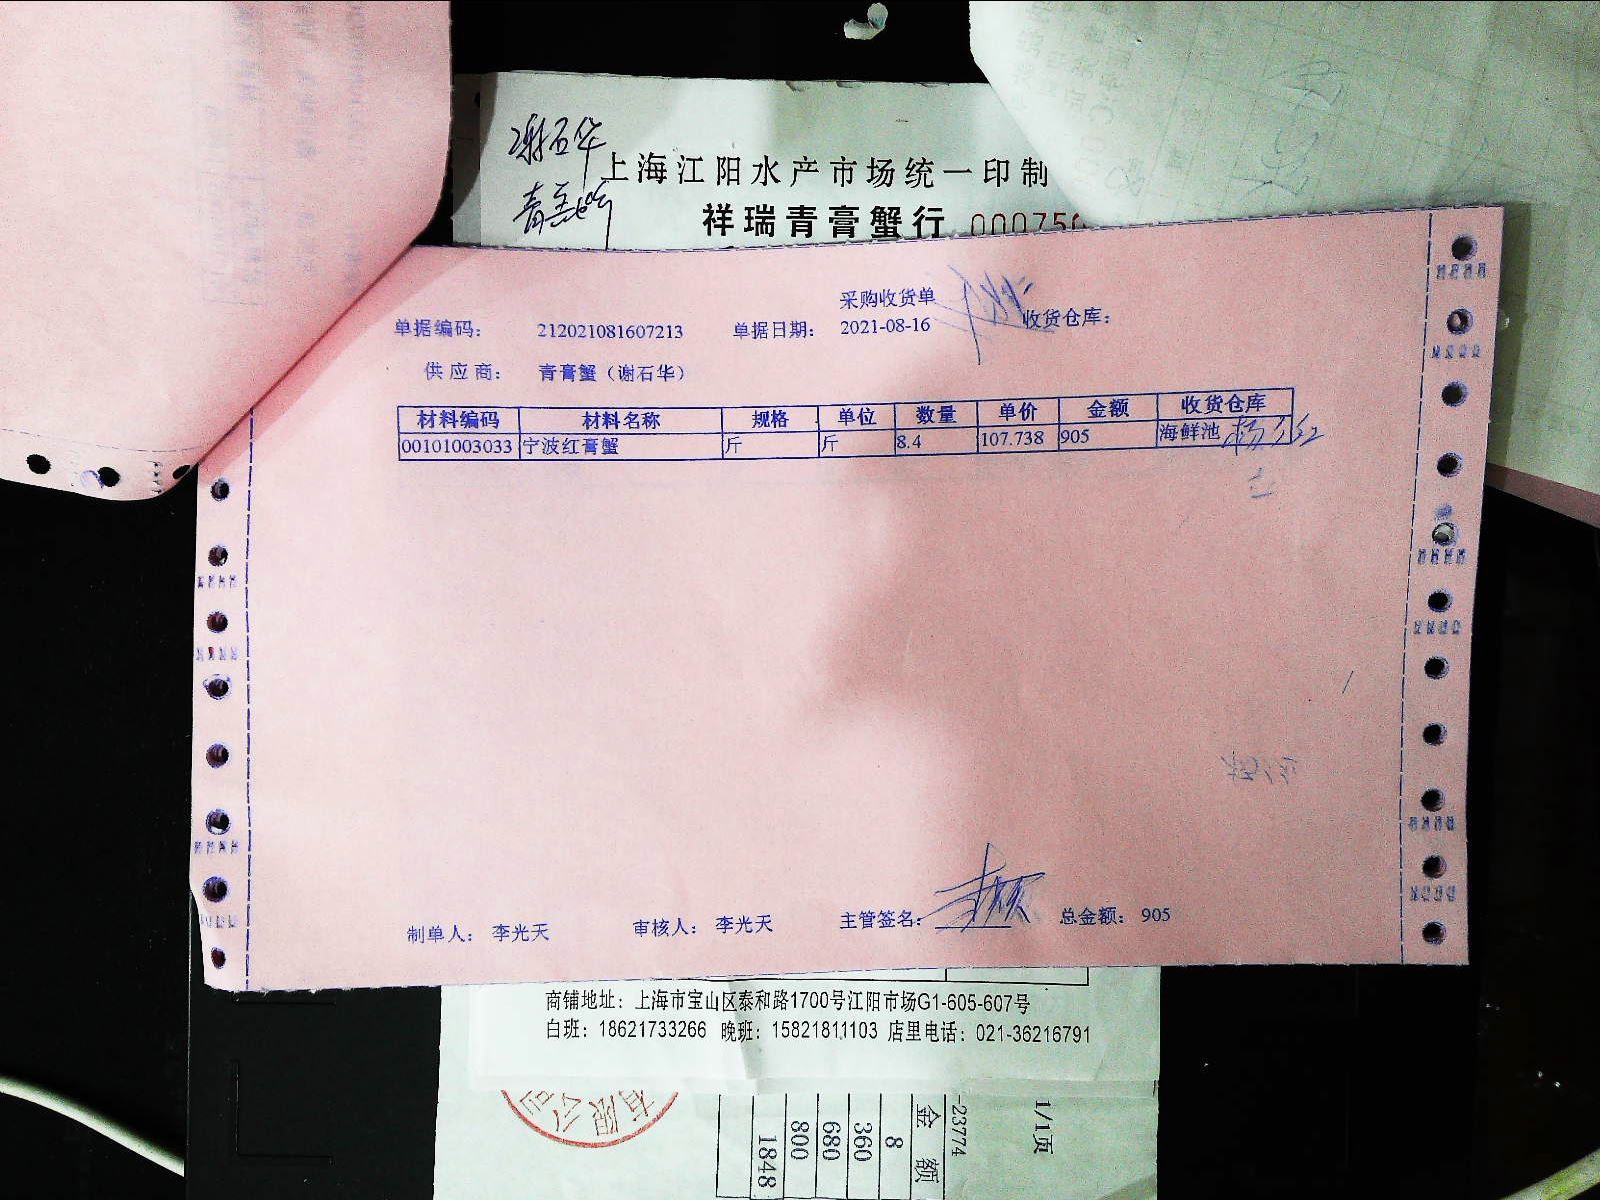 谢石华
上海江阳水产市场统一印制
青膏蟹
祥瑞青膏蟹行 000750
采购收货单
单据编码： 212021081607213 单据日期： 2021-08-16 收货仓库：
供应商： 青膏蟹（谢石华）
材料编码 材料名称 规格 单位 数量 单价 金额 收货仓库
00101003033 宁波红膏蟹 斤 斤 8.4 107.738 905 海鲜池
制单人： 李光天 审核人： 李光天 主管签名： 总金额： 905
商铺地址：上海市宝山区泰和路1700号江阳市场G1-605-607号
白班：18621733266 晚班：15821811103 店里电话：021-36216791
有限公司
1/1页
-23774
金额
8
360
680
800
1848